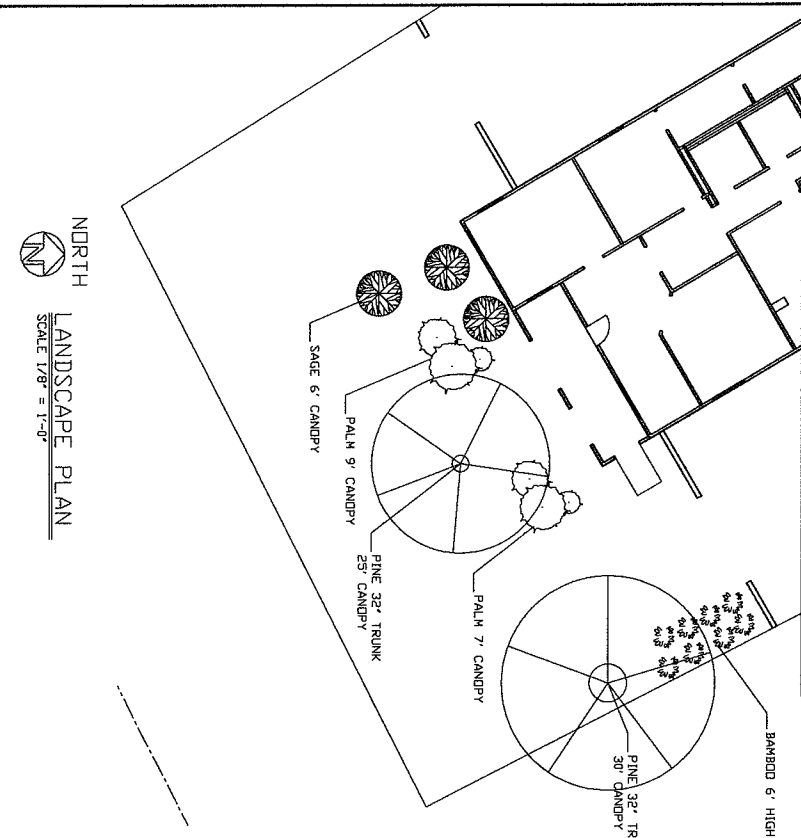 NORTH
N
LANDSCAPE PLAN
SCALE 1/8" = 1'-0"
SAGE 6' CANOPY
PALM 9' CANOPY
PINE 32" TRUNK
25' CANOPY
PALM 7' CANOPY
PINE 32" TR
30' CANOPY
BAMBOO 6' HIGH